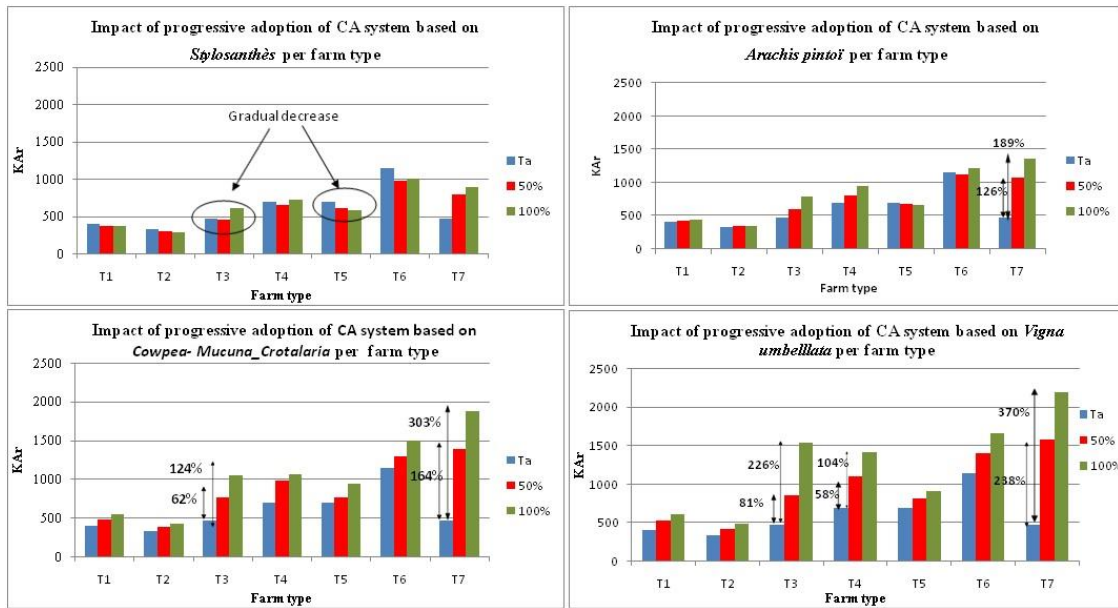 Impact of progressive adoption of CA system based on
Stylosanthès per farm type
2500
2000
1500
1000
500
0
KAr
Gradual decrease
T1 T2 T3 T4 T5 T6 T7
Farm type
Ta
50%
100%
Impact of progressive adoption of CA system based on
Arachis pintoï per farm type
2500
2000
1500
1000
500
0
KAr
189%
126%
T1 T2 T3 T4 T5 T6 T7
Farm type
Ta
50%
100%
Impact of progressive adoption of CA system based on
Cowpea- Mucuna_Crotalaria per farm type
2500
2000
1500
1000
500
0
KAr
124%
62%
303%
164%
T1 T2 T3 T4 T5 T6 T7
Farm type
Ta
50%
100%
Impact of progressive adoption of CA system based on Vigna
umbelllata per farm type
2500
2000
1500
1000
500
0
KAr
226%
81%
104%
58%
370%
238%
T1 T2 T3 T4 T5 T6 T7
Farm type
Ta
50%
100%